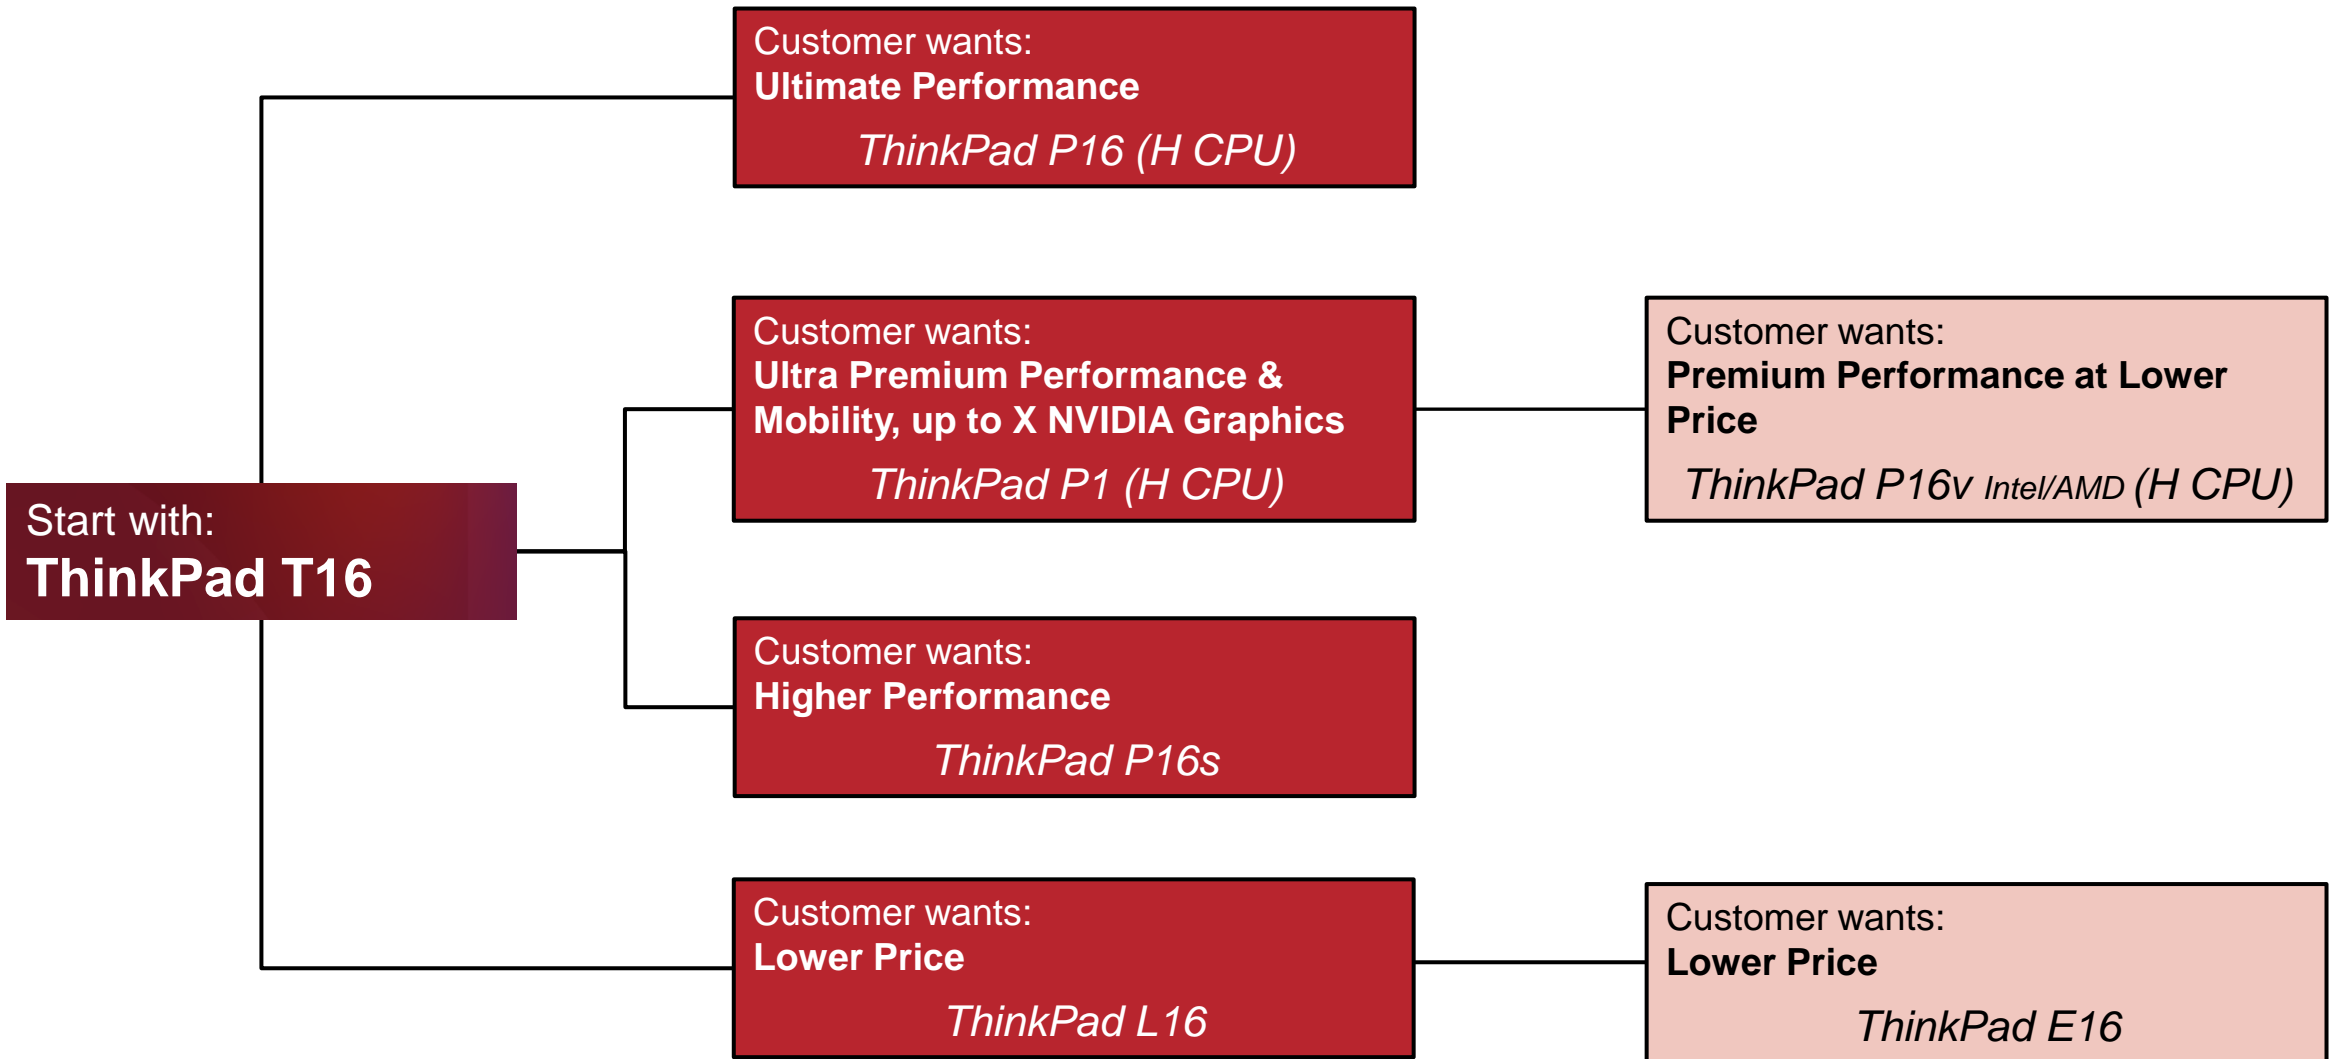 Customer wants:
Ultimate Performance
ThinkPad P16 (H CPU)
Customer wants:
Ultra Premium Performance &
Mobility, up to X NVIDIA Graphics
ThinkPad P1 (H CPU)
Customer wants:
Premium Performance at Lower
Price
ThinkPad P16v Intel/AMD (H CPU)
Start with:
ThinkPad T16
Customer wants:
Higher Performance
ThinkPad P16s
Customer wants:
Lower Price
ThinkPad L16
Customer wants:
Lower Price
ThinkPad E16